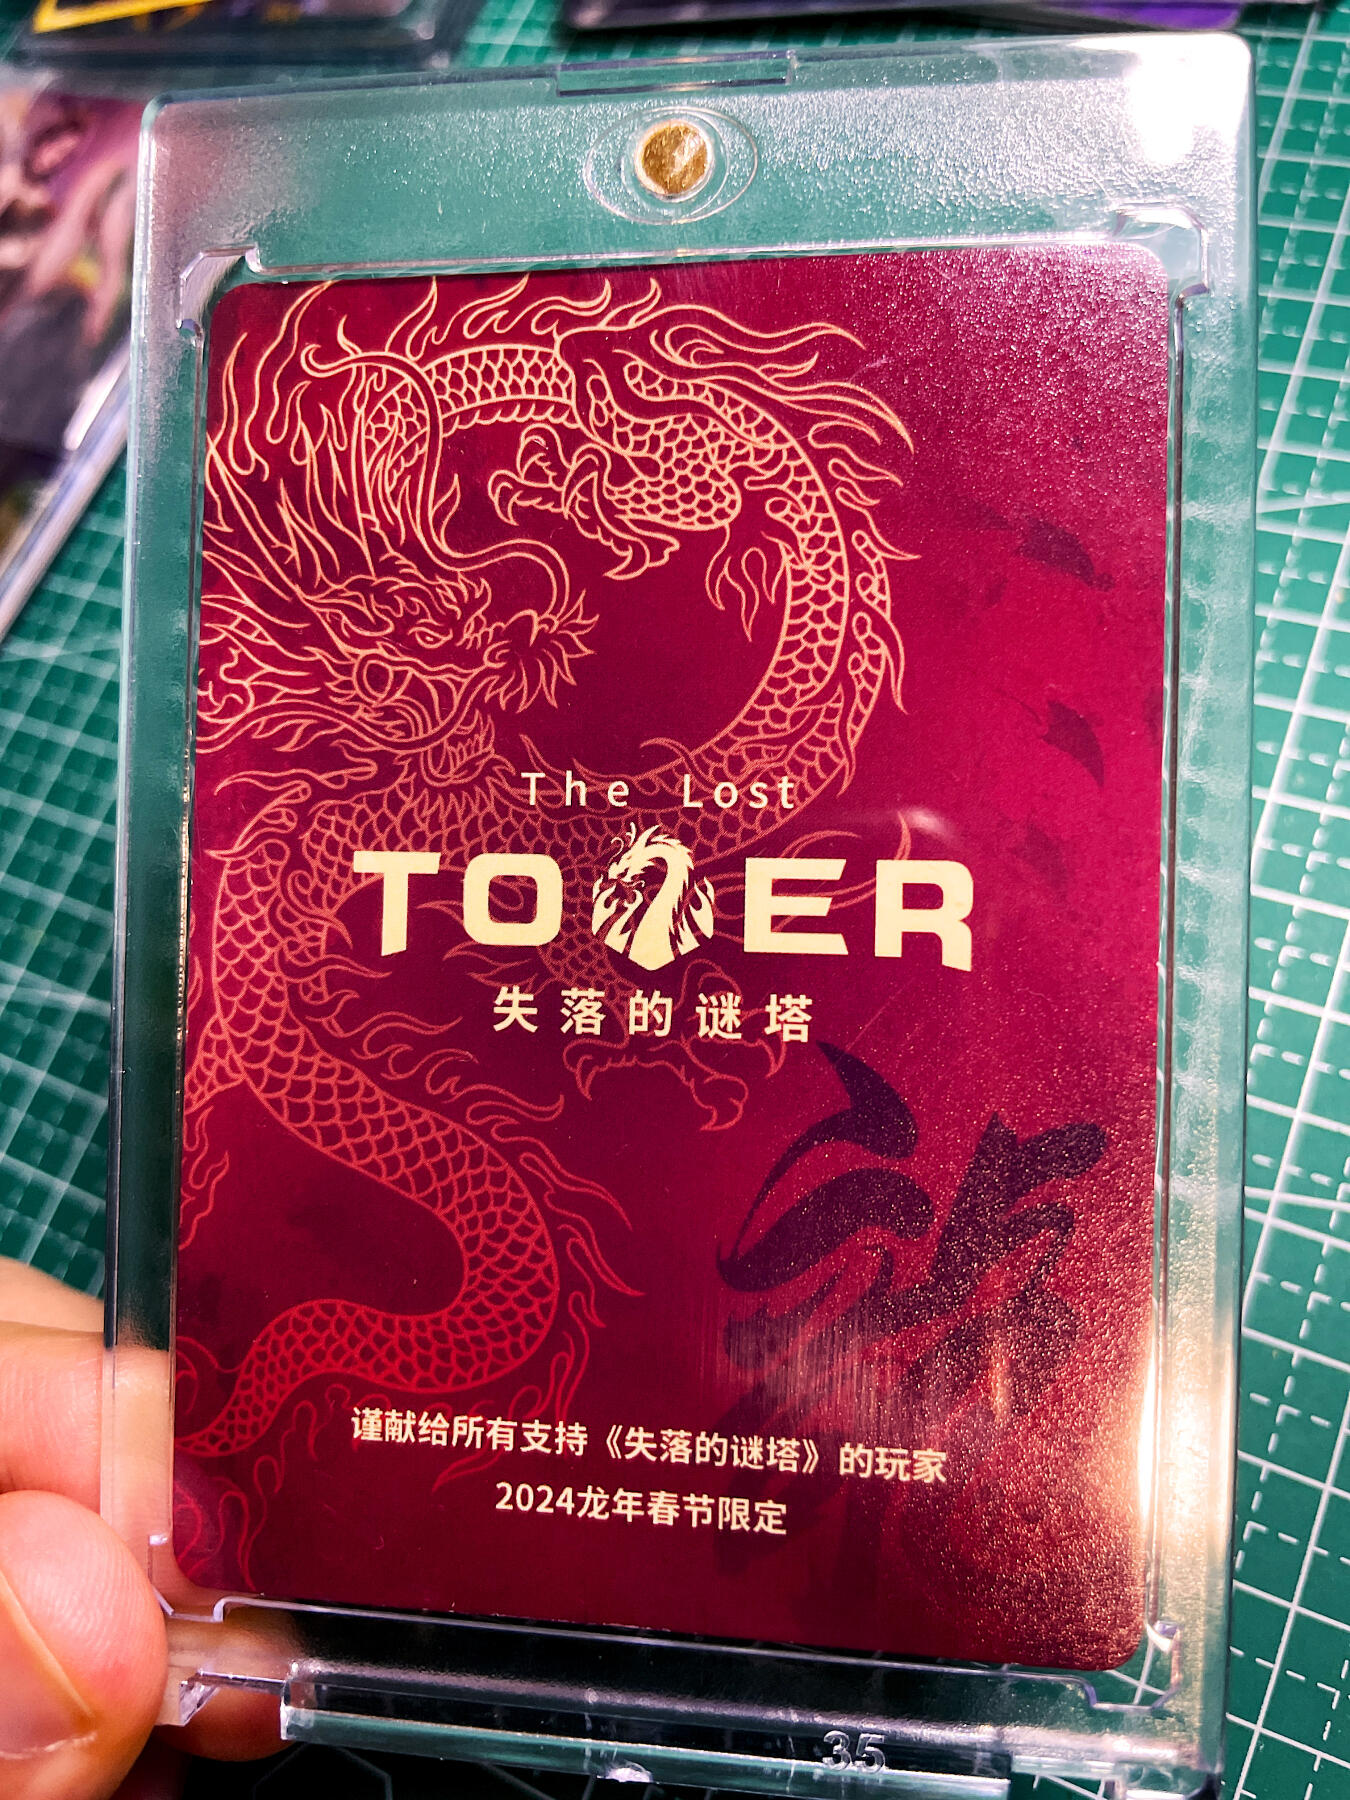 The Lost
TOWER
失落的谜塔
谨献给所有支持《失落的谜塔》的玩家
2024龙年春节限定
35